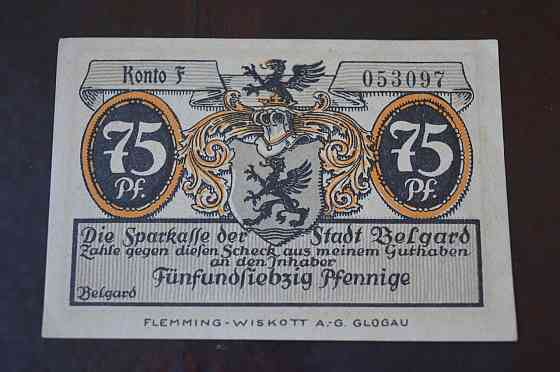 Konto F
053097
75 Pf.
75 Pf.
Die Sparkasse der Stadt Belgard
Zahle gegen diesen Scheck aus meinem Guthaben
an den Inhaber
Fünfundsiebzig Pfennige
Belgard
FLEMMING-WISKOTT A.-G. GLOGAU